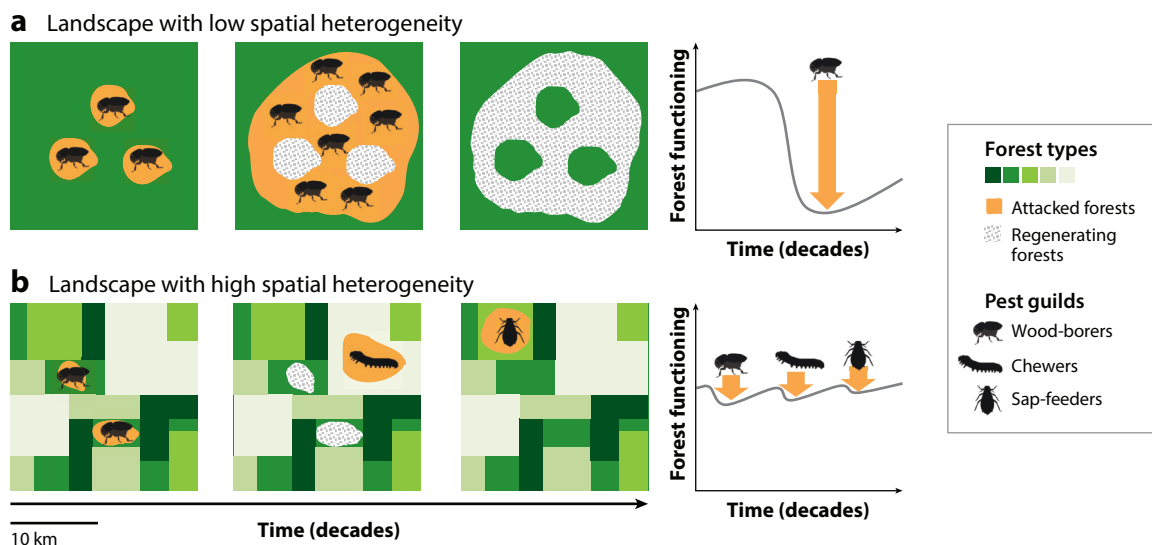 a Landscape with low spatial heterogeneity
Forest functioning
Time (decades)
b Landscape with high spatial heterogeneity
Forest functioning
Time (decades)
Time (decades)
10 km
Forest types
Attacked forests
Regenerating
forests
Pest guilds
Wood-borers
Chewers
Sap-feeders